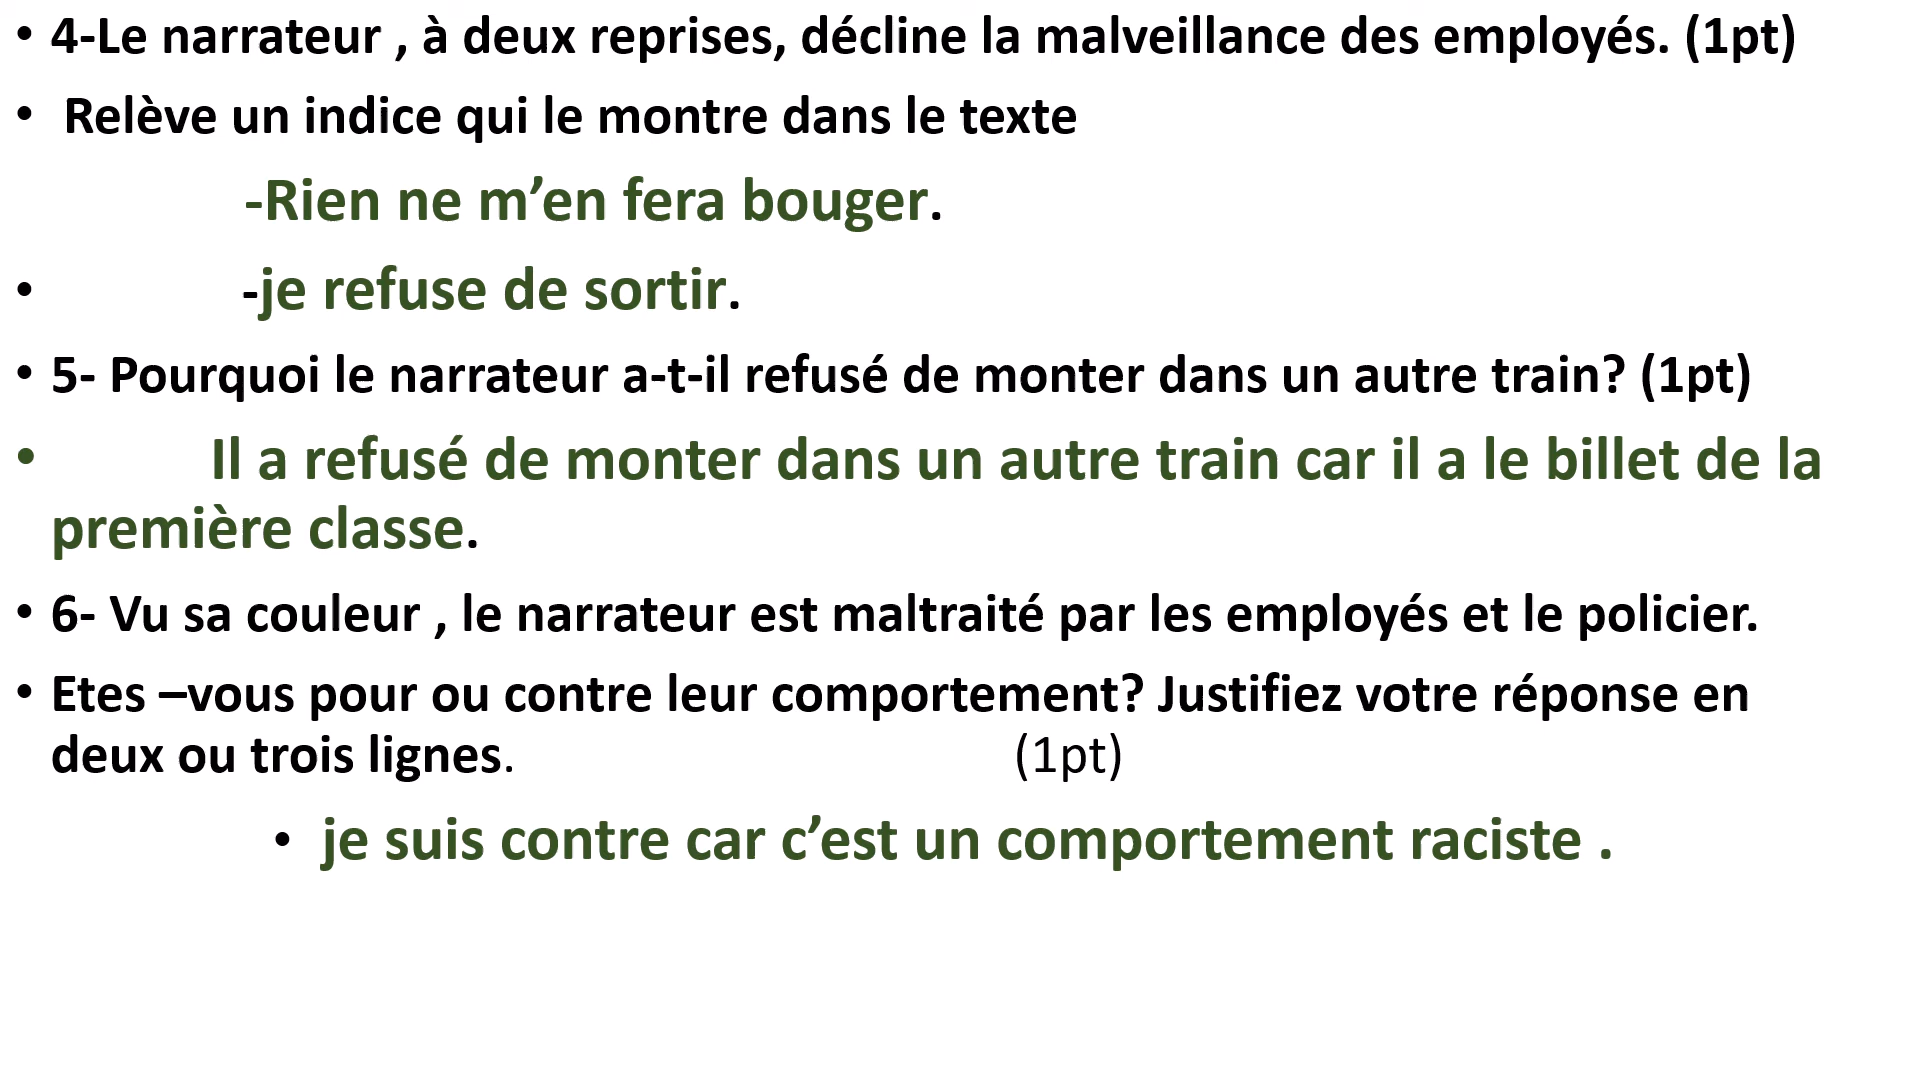 • 4-Le narrateur , à deux reprises, décline la malveillance des employés. (1pt)
• Relève un indice qui le montre dans le texte
-Rien ne m’en fera bouger.
• -je refuse de sortir.
• 5- Pourquoi le narrateur a-t-il refusé de monter dans un autre train? (1pt)
• Il a refusé de monter dans un autre train car il a le billet de la
première classe.
• 6- Vu sa couleur , le narrateur est maltraité par les employés et le policier.
• Etes –vous pour ou contre leur comportement? Justifiez votre réponse en
deux ou trois lignes. (1pt)
• je suis contre car c’est un comportement raciste .